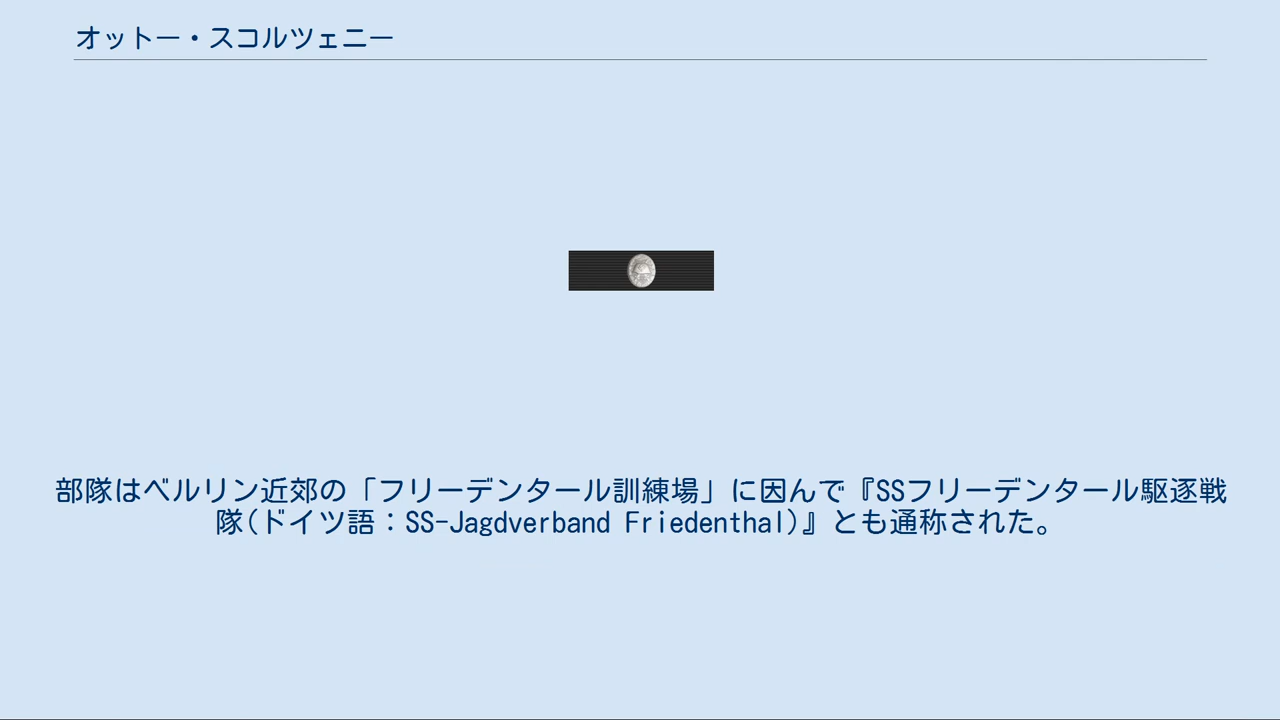 オットー・スコルツェニー
部隊はベルリン近郊の「フリーデンタール訓練場」に因んで『SSフリーデンタール駆逐戦
隊(ドイツ語：SS-Jagdverband Friedenthal)』とも通称された。